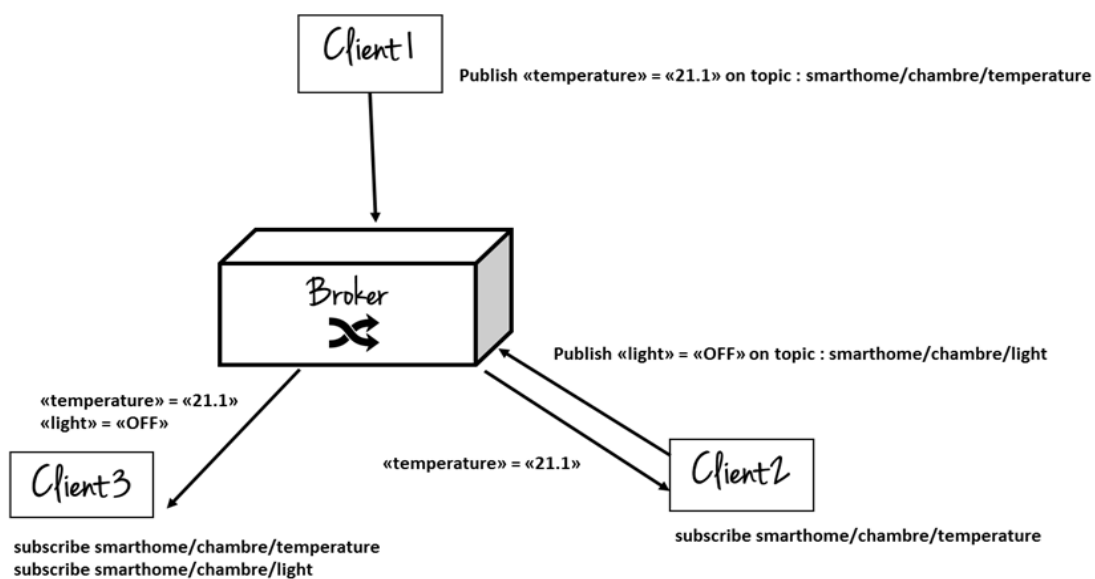 Client1
Publish «temperature» = «21.1» on topic : smarthome/chambre/temperature
Broker
Publish «light» = «OFF» on topic : smarthome/chambre/light
«temperature» = «21.1»
«light» = «OFF»
«temperature» = «21.1»
Client3
Client2
subscribe smarthome/chambre/temperature
subscribe smarthome/chambre/temperature
subscribe smarthome/chambre/light